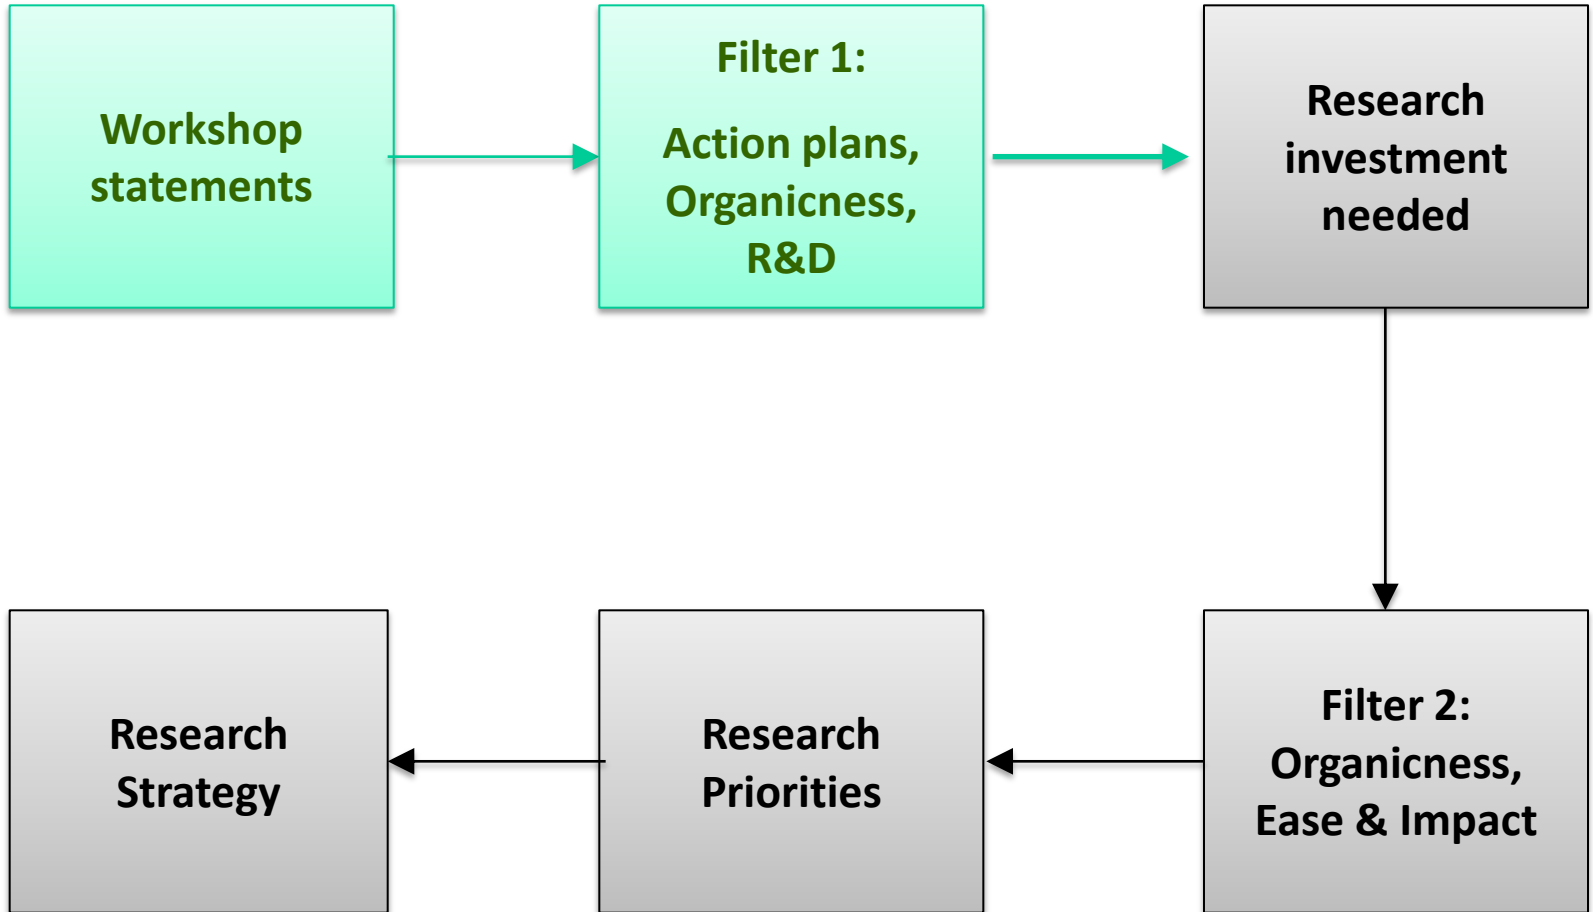 Workshop
statements
Filter 1:
Action plans,
Organicness,
R&D
Research
investment
needed
Filter 2:
Organicness,
Ease & Impact
Research
Priorities
Research
Strategy